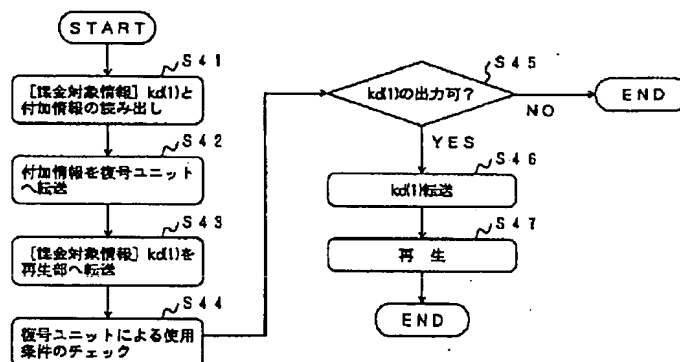 START
S41
[課金対象情報]kd(1)と
付加情報の読み出し
S42
付加情報を復号ユニット
へ転送
S43
[課金対象情報]kd(1)を
再生部へ転送
S44
復号ユニットによる使用
条件のチェック
S45
kd(1)の出力可?
NO
END
YES
S46
kd(1)転送
S47
再 生
END